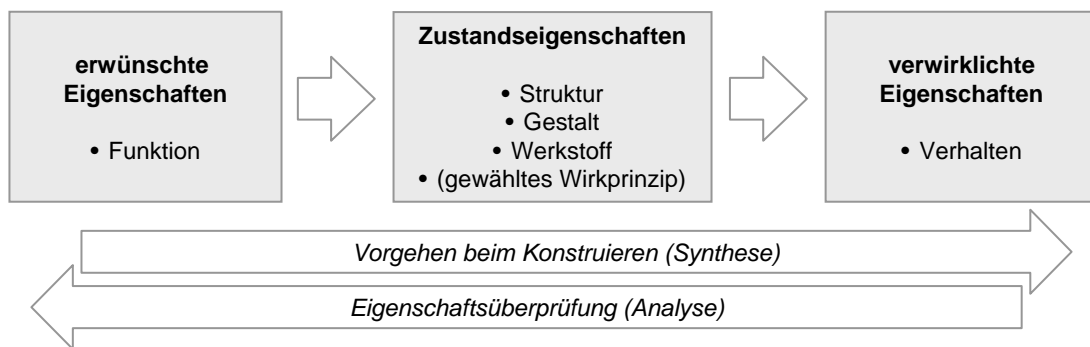 erwünschte
Eigenschaften
• Funktion
Zustandseigenschaften
• Struktur
• Gestalt
• Werkstoff
• (gewähltes Wirkprinzip)
verwirklichte
Eigenschaften
• Verhalten
Vorgehen beim Konstruieren (Synthese)
Eigenschaftsüberprüfung (Analyse)